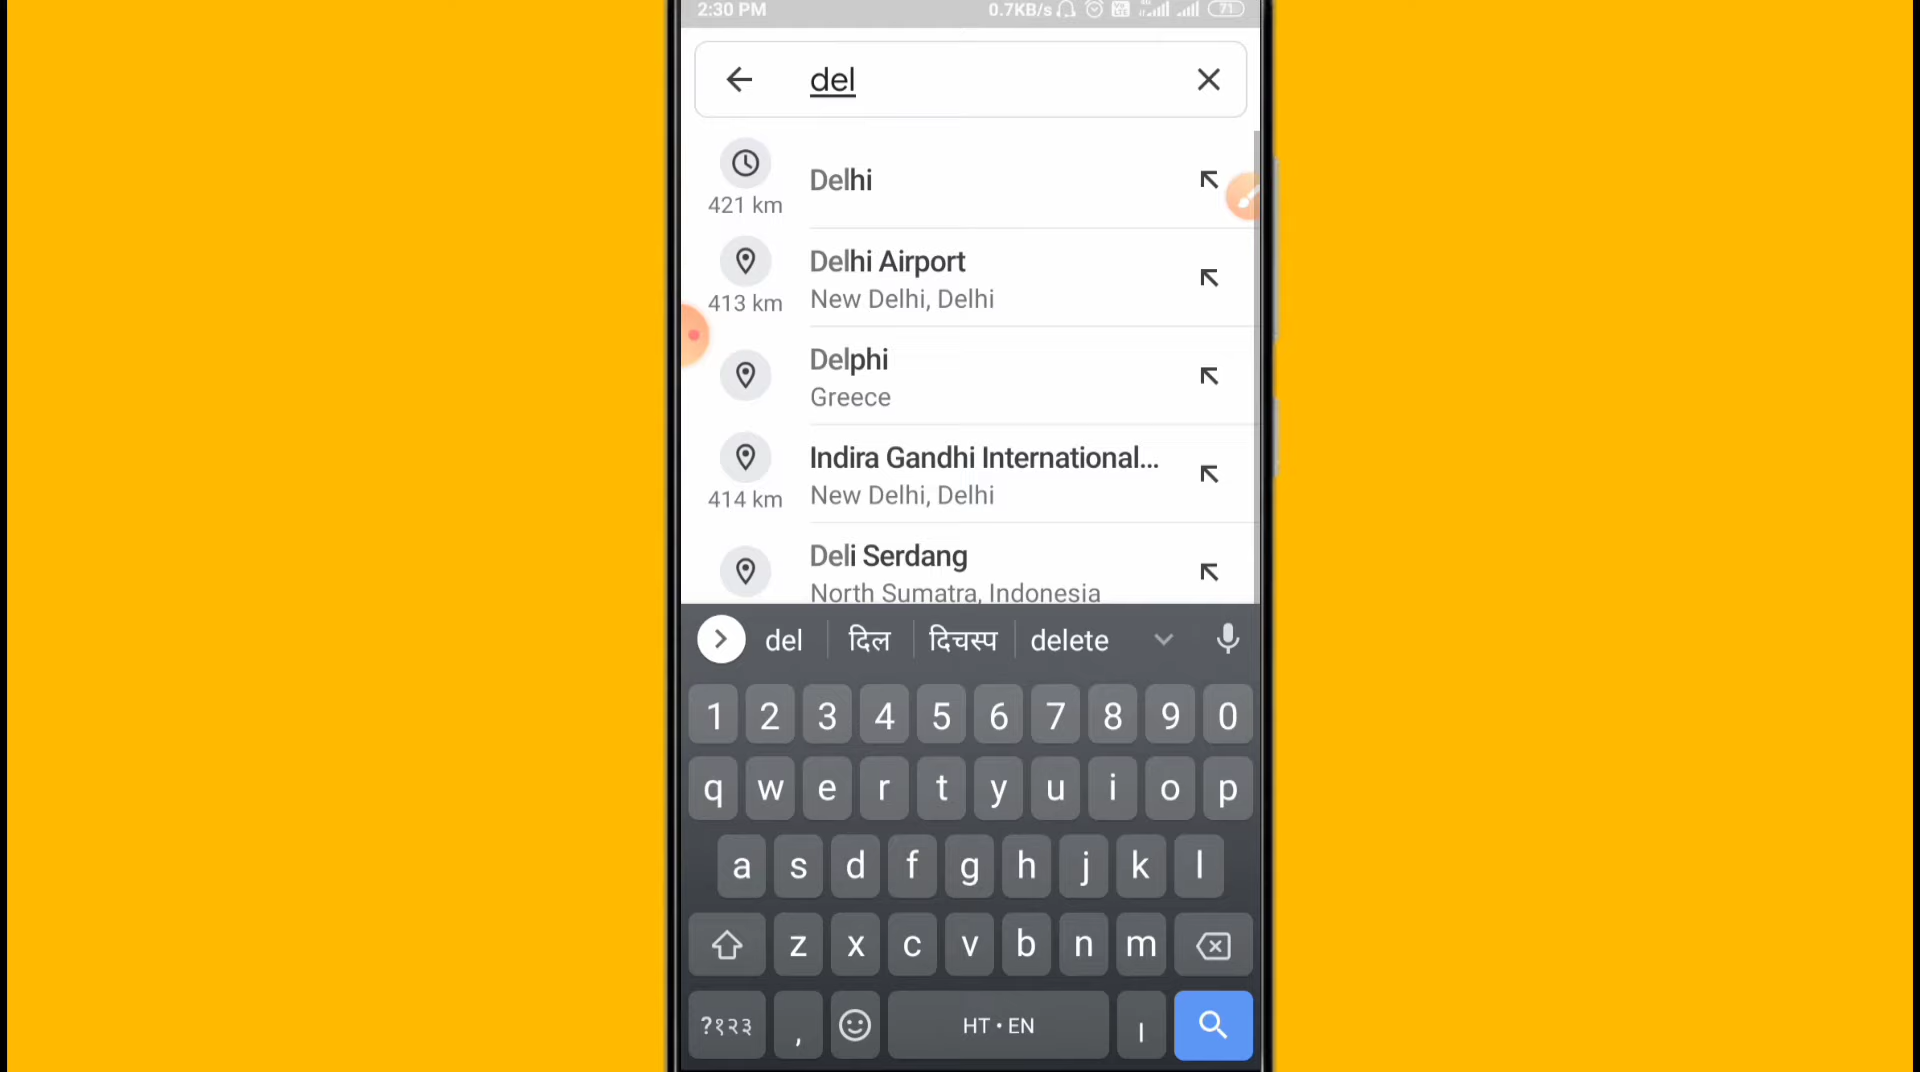 2:30 PM 0.7KB/s 71
del
Delhi
421 km
Delhi Airport
New Delhi, Delhi
413 km
Delphi
Greece
Indira Gandhi International...
New Delhi, Delhi
414 km
Deli Serdang
North Sumatra, Indonesia
del दिल दिचस्प delete
1 2 3 4 5 6 7 8 9 0
q w e r t y u i o p
a s d f g h j k l
z x c v b n m
?१२३ , HT • EN ।